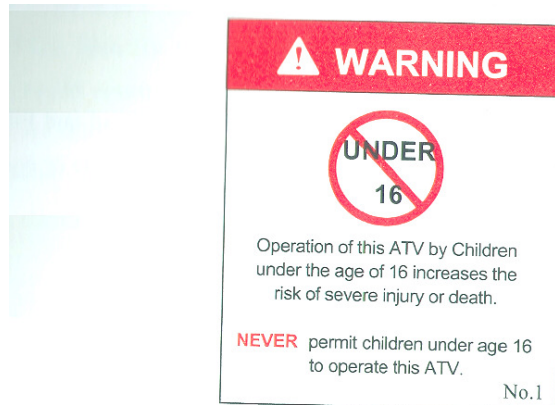 WARNING
UNDER
16
Operation of this ATV by Children
under the age of 16 increases the
risk of severe injury or death.
NEVER permit children under age 16
to operate this ATV.
No.1